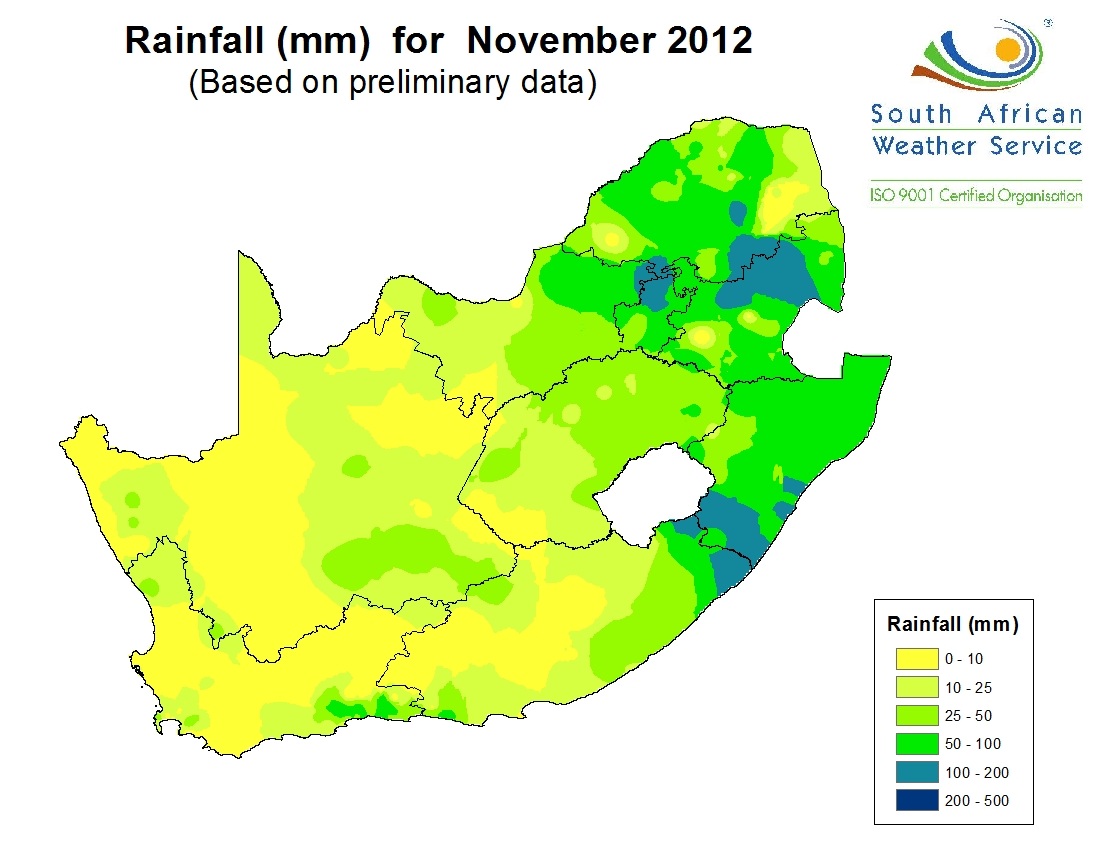 Rainfall (mm) for November 2012
(Based on preliminary data)
®
South African
Weather Service
ISO 9001 Certified Organisation
Rainfall (mm)
0 - 10
10 - 25
25 - 50
50 - 100
100 - 200
200 - 500